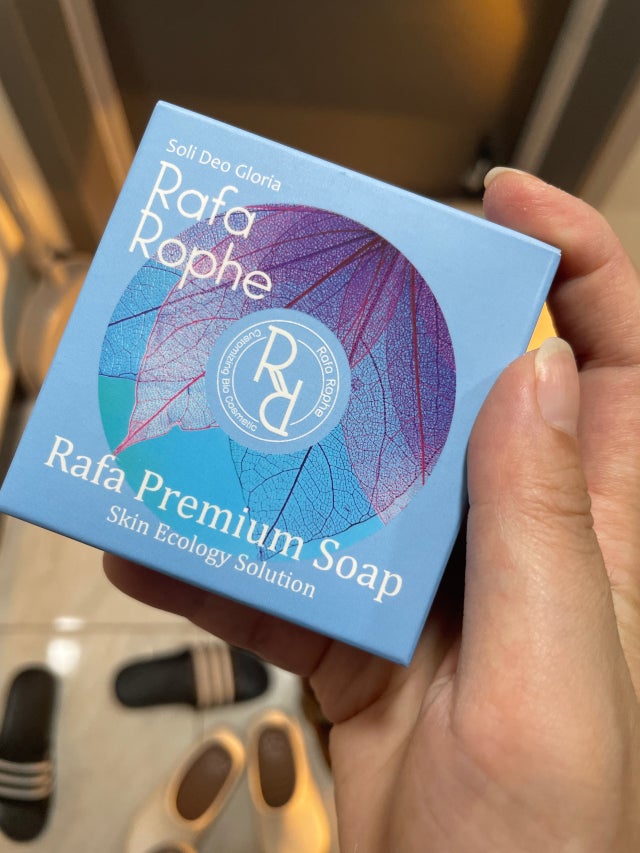 Soli Deo Gloria
Rafa
Rophe
Rafa Rophe
Customizing Bio Cosmetic
RR
Rafa Premium Soap
Skin Ecology Solution